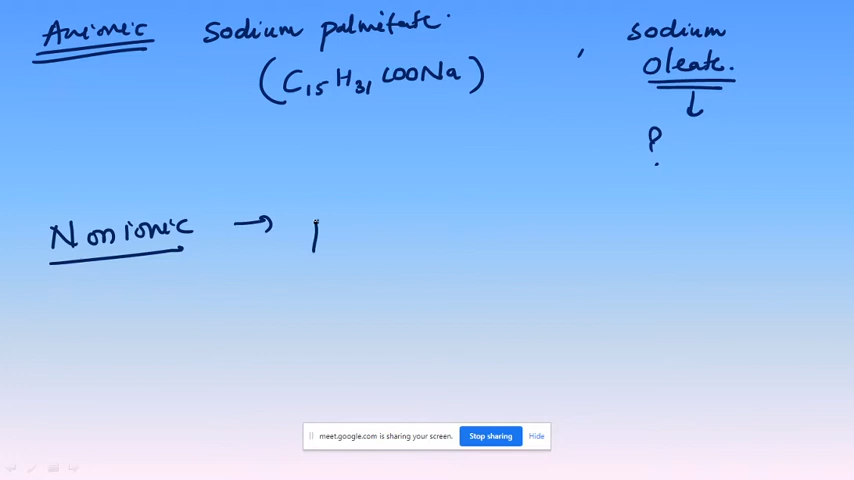 Anionic sodium palmitate. , sodium
(C15H31COONa) Oleate.
↓
?
Nonionic →
meet.google.com is sharing your screen. Stop sharing Hide